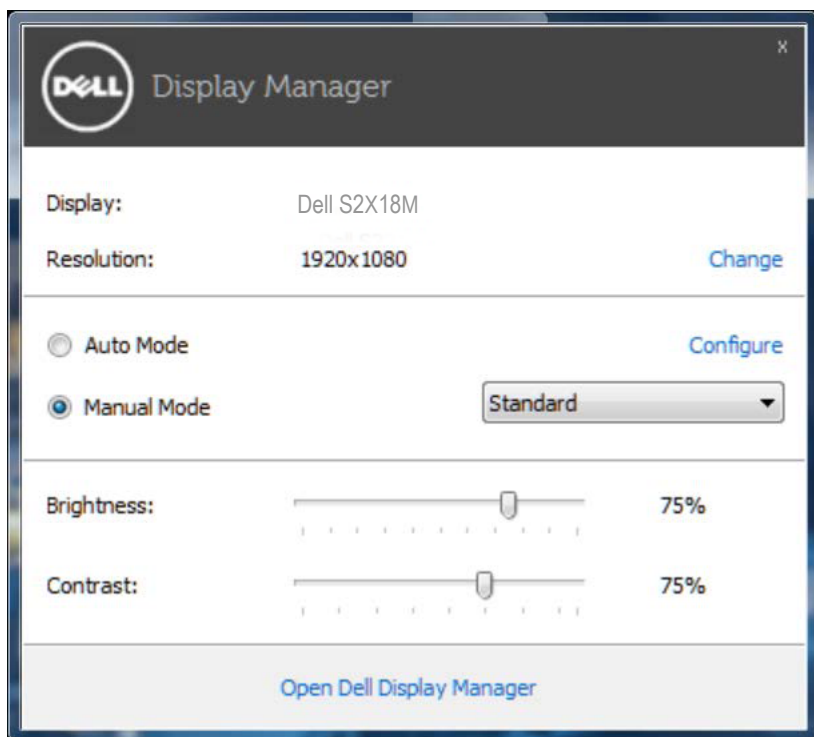 DELL Display Manager
X
Display: Dell S2X18M
Resolution: 1920x1080 Change
Auto Mode Configure
Manual Mode Standard
Brightness: 75%
Contrast: 75%
Open Dell Display Manager